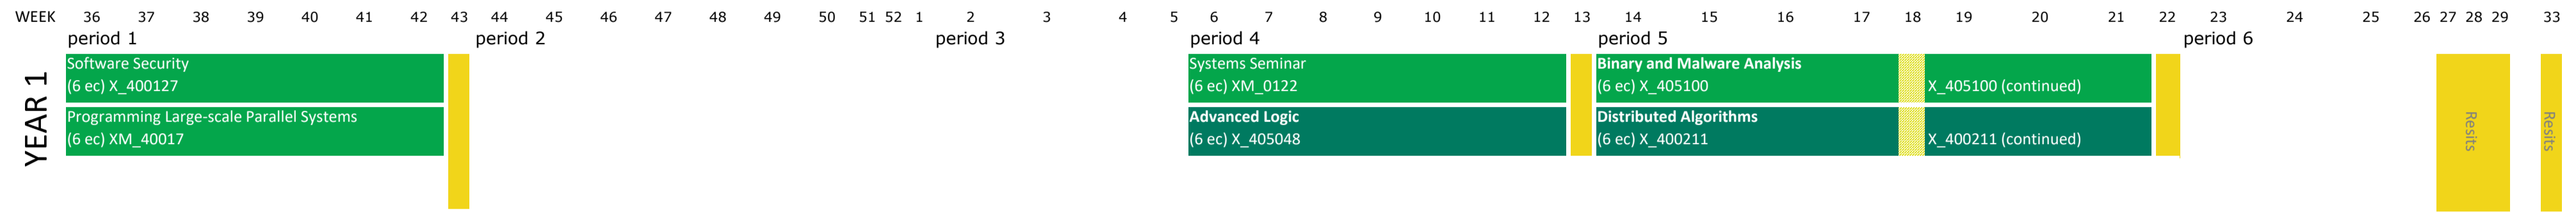 WEEK 36 37 38 39 40 41 42 43 44 45 46 47 48 49 50 51 52 1 2 3 4 5 6 7 8 9 10 11 12 13 14 15 16 17 18 19 20 21 22 23 24 25 26 27 28 29 33
period 1 period 2 period 3 period 4 period 5 period 6
YEAR 1
Software Security
(6 ec) X_400127
Programming Large-scale Parallel Systems
(6 ec) XM_40017
Systems Seminar
(6 ec) XM_0122
Advanced Logic
(6 ec) X_405048
Binary and Malware Analysis
(6 ec) X_405100 X_405100 (continued)
Distributed Algorithms
(6 ec) X_400211 X_400211 (continued)
Resits
Resits